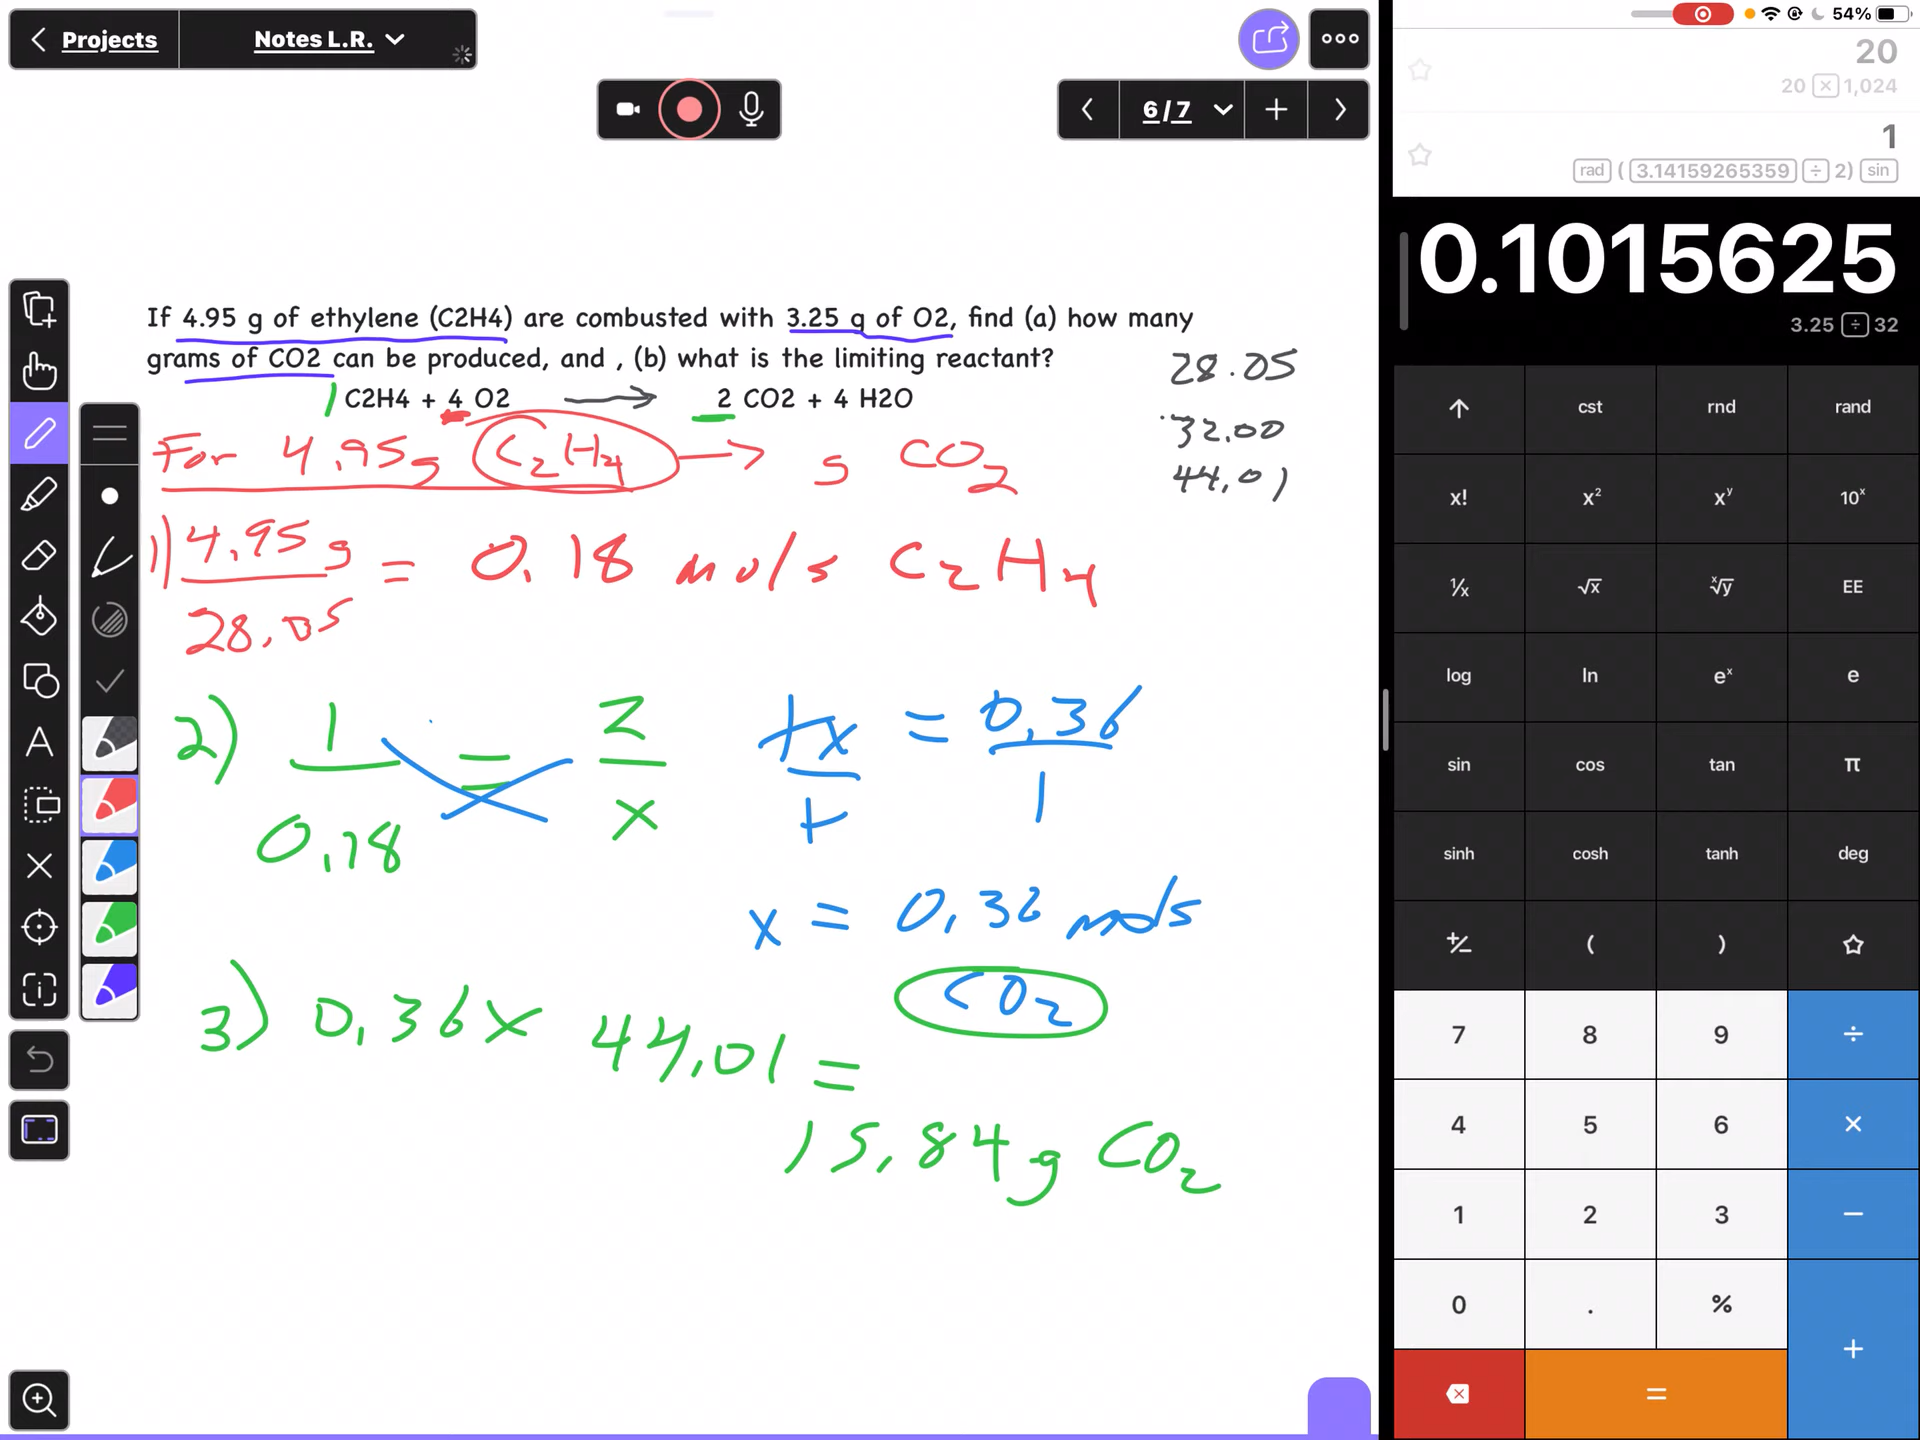 Projects
Notes L.R.
6/7
If 4.95 g of ethylene (C2H4) are combusted with 3.25 g of O2, find (a) how many
grams of CO2 can be produced, and , (b) what is the limiting reactant?
1 C2H4 + 4 O2 → 2 CO2 + 4 H2O
28.05
32.00
44.01
For 4.95g C2H4 → g CO2
1) 4.95 g = 0.18 mols C2H4
28.05
2) 1 = 2
0.18 x
1x = 0.36
1 1
x = 0.36 mols
CO2
3) 0.36 x 44.01 =
15.84 g CO2
54%
20
20 × 1,024
1
rad ( 3.14159265359 ÷ 2) sin
0.1015625
3.25 ÷ 32
↑ cst rnd rand
x! x² xʸ 10ˣ
1/x √x ˣ√y EE
log ln eˣ e
sin cos tan π
sinh cosh tanh deg
+/− ( ) ☆
7 8 9 ÷
4 5 6 ×
1 2 3 −
0 . % +
=